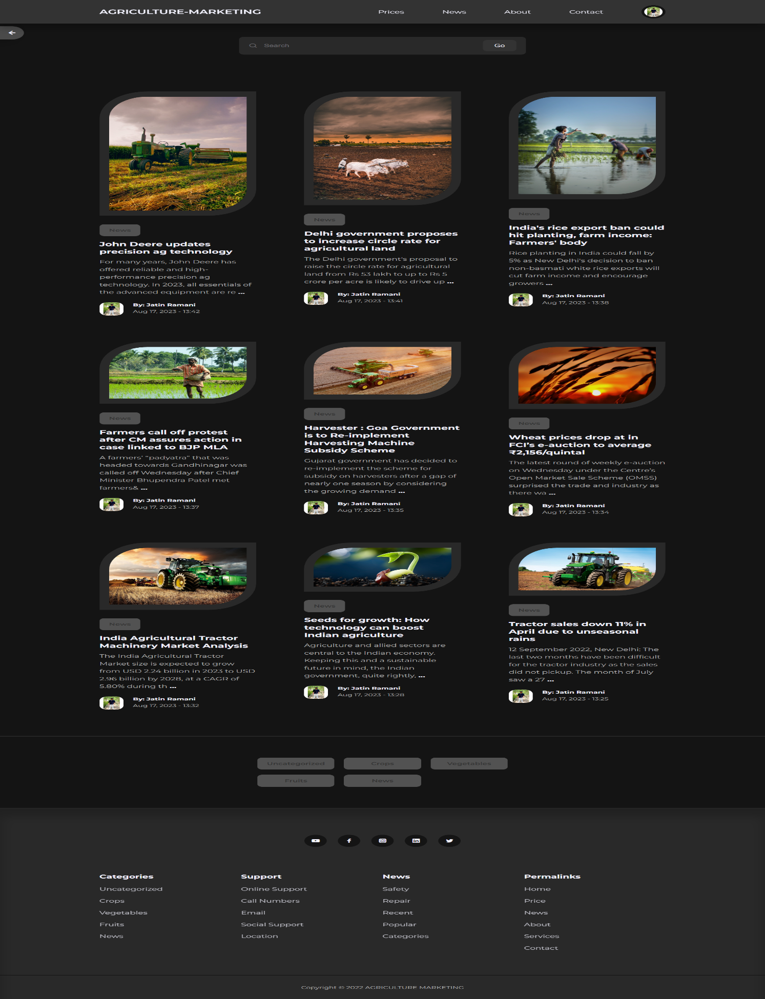 AGRICULTURE-MARKETING
Prices
News
About
Contact
Search
Go
News
John Deere updates
precision ag technology
For many years, John Deere has
offered reliable and high-
performance precision ag
technology. In 2023, all essentials of
the advanced equipment are re ...
By: Jatin Ramani
Aug 17, 2023 - 13:42
News
Delhi government proposes
to increase circle rate for
agricultural land
The Delhi government's proposal to
raise the circle rate for agricultural
land from Rs 53 lakh to up to Rs 5
crore per acre is likely to drive up ...
By: Jatin Ramani
Aug 17, 2023 - 13:41
News
India's rice export ban could
hit planting, farm income:
Farmers' body
Rice planting in India could fall by
5% as New Delhi's decision to ban
non-basmati white rice exports will
cut farm income and encourage
growers ...
By: Jatin Ramani
Aug 17, 2023 - 13:38
News
Farmers call off protest
after CM assures action in
case linked to BJP MLA
A farmers' “padyatra” that was
headed towards Gandhinagar was
called off Wednesday after Chief
Minister Bhupendra Patel met
farmers& ...
By: Jatin Ramani
Aug 17, 2023 - 13:37
News
Harvester : Goa Government
is to Re-implement
Harvesting Machine
Subsidy Scheme
Gujarat government has decided to
re-implement the scheme for
subsidy on harvesters after a gap of
nearly one season by considering
the growing demand ...
By: Jatin Ramani
Aug 17, 2023 - 13:35
News
Wheat prices drop at in
FCI’s e-auction to average
₹2,156/quintal
The latest round of weekly e-auction
on Wednesday under the Centre’s
Open Market Sale Scheme (OMSS)
surprised the trade and industry as
there wa ...
By: Jatin Ramani
Aug 17, 2023 - 13:34
News
India Agricultural Tractor
Machinery Market Analysis
The India Agricultural Tractor
Market size is expected to grow
from USD 2.24 billion in 2023 to USD
2.96 billion by 2028, at a CAGR of
5.80% during th ...
By: Jatin Ramani
Aug 17, 2023 - 13:32
News
Seeds for growth: How
technology can boost
Indian agriculture
Agriculture and allied sectors are
central to the Indian economy.
Keeping this and a sustainable
future in mind, the Indian
government, quite rightly, ...
By: Jatin Ramani
Aug 17, 2023 - 13:28
News
Tractor sales down 11% in
April due to unseasonal
rains
12 September 2022, New Delhi: The
last two months have been difficult
for the tractor industry as the sales
did not pickup. The month of July
saw a 27 ...
By: Jatin Ramani
Aug 17, 2023 - 13:25
Uncategorized
Crops
Vegetables
Fruits
News
Categories
Uncategorized
Crops
Vegetables
Fruits
News
Support
Online Support
Call Numbers
Email
Social Support
Location
News
Safety
Repair
Recent
Popular
Categories
Permalinks
Home
Price
News
About
Services
Contact
Copyright © 2022 AGRICULTURE MARKETING